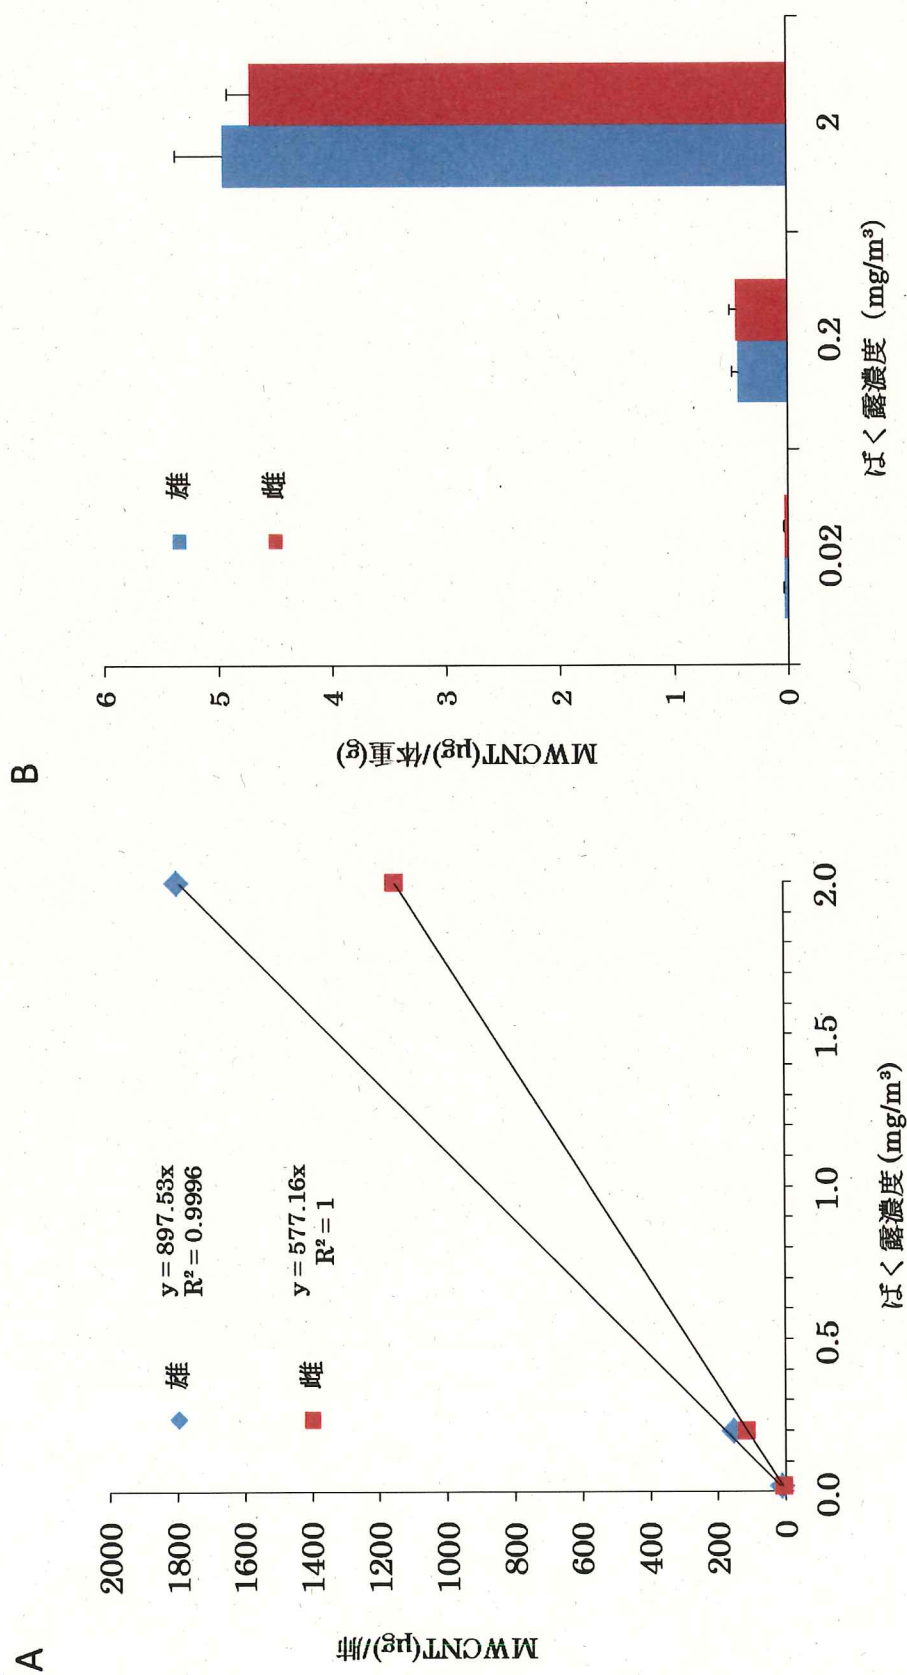 A
MWCNT(μg)/肺
2000
1800
1600
1400
1200
1000
800
600
400
200
0
0.0
0.5
1.0
1.5
2.0
ばく露濃度(mg/m³)
雄
y = 897.53x
R² = 0.9996
雌
y = 577.16x
R² = 1
B
MWCNT(μg)/体重(g)
6
5
4
3
2
1
0
0.02
0.2
2
ばく露濃度 (mg/m³)
雄
雌